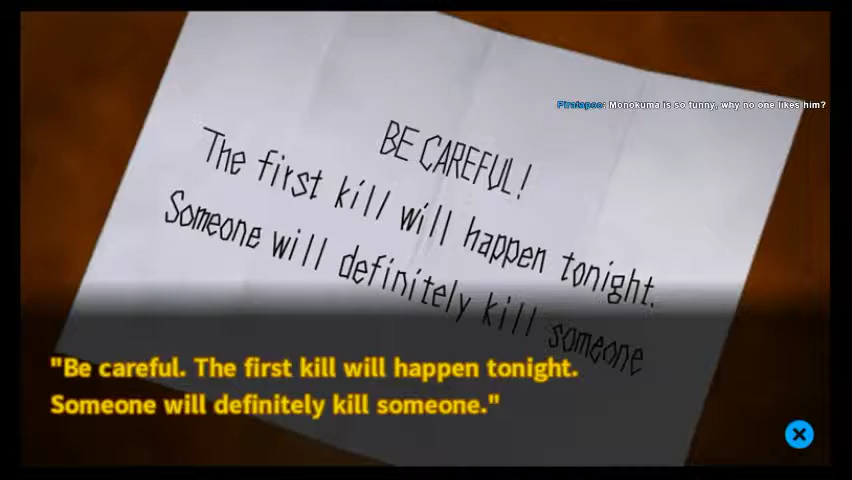 Piratapoo: Monokuma is so funny, why no one likes him?
BE CAREFUL!
The first kill will happen tonight.
Someone will definitely kill someone
"Be careful. The first kill will happen tonight.
Someone will definitely kill someone."